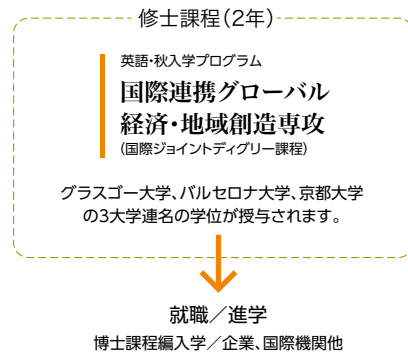 修士課程（2年）
英語・秋入学プログラム
国際連携グローバル
経済・地域創造専攻
（国際ジョイントディグリー課程）
グラスゴー大学、バルセロナ大学、京都大学
の3大学連名の学位が授与されます。
就職／進学
博士課程編入学／企業、国際機関他